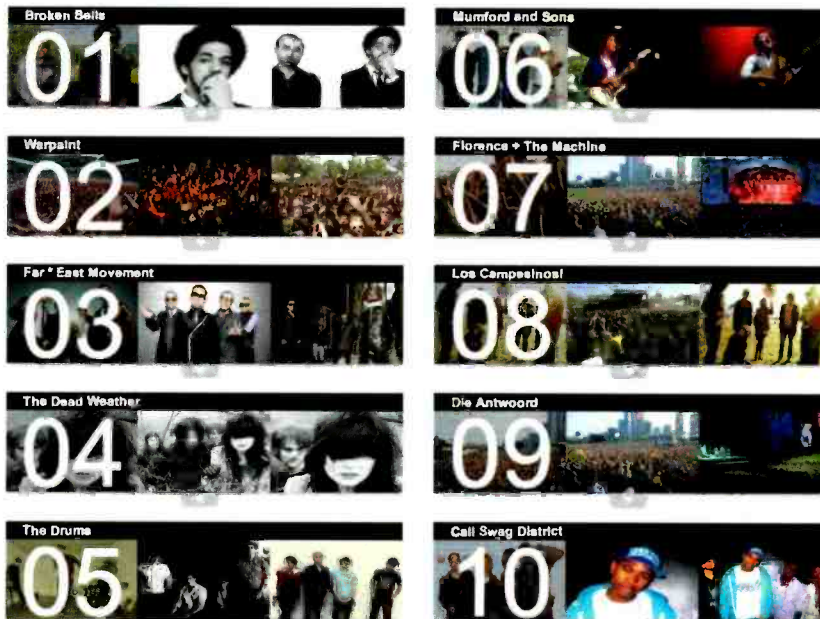 Broken Bells
01
Warpaint
02
Far * East Movement
03
The Dead Weather
04
The Drums
05
Mumford and Sons
06
Florence + The Machine
07
Los Campesinos!
08
Die Antwoord
09
Cali Swag District
10